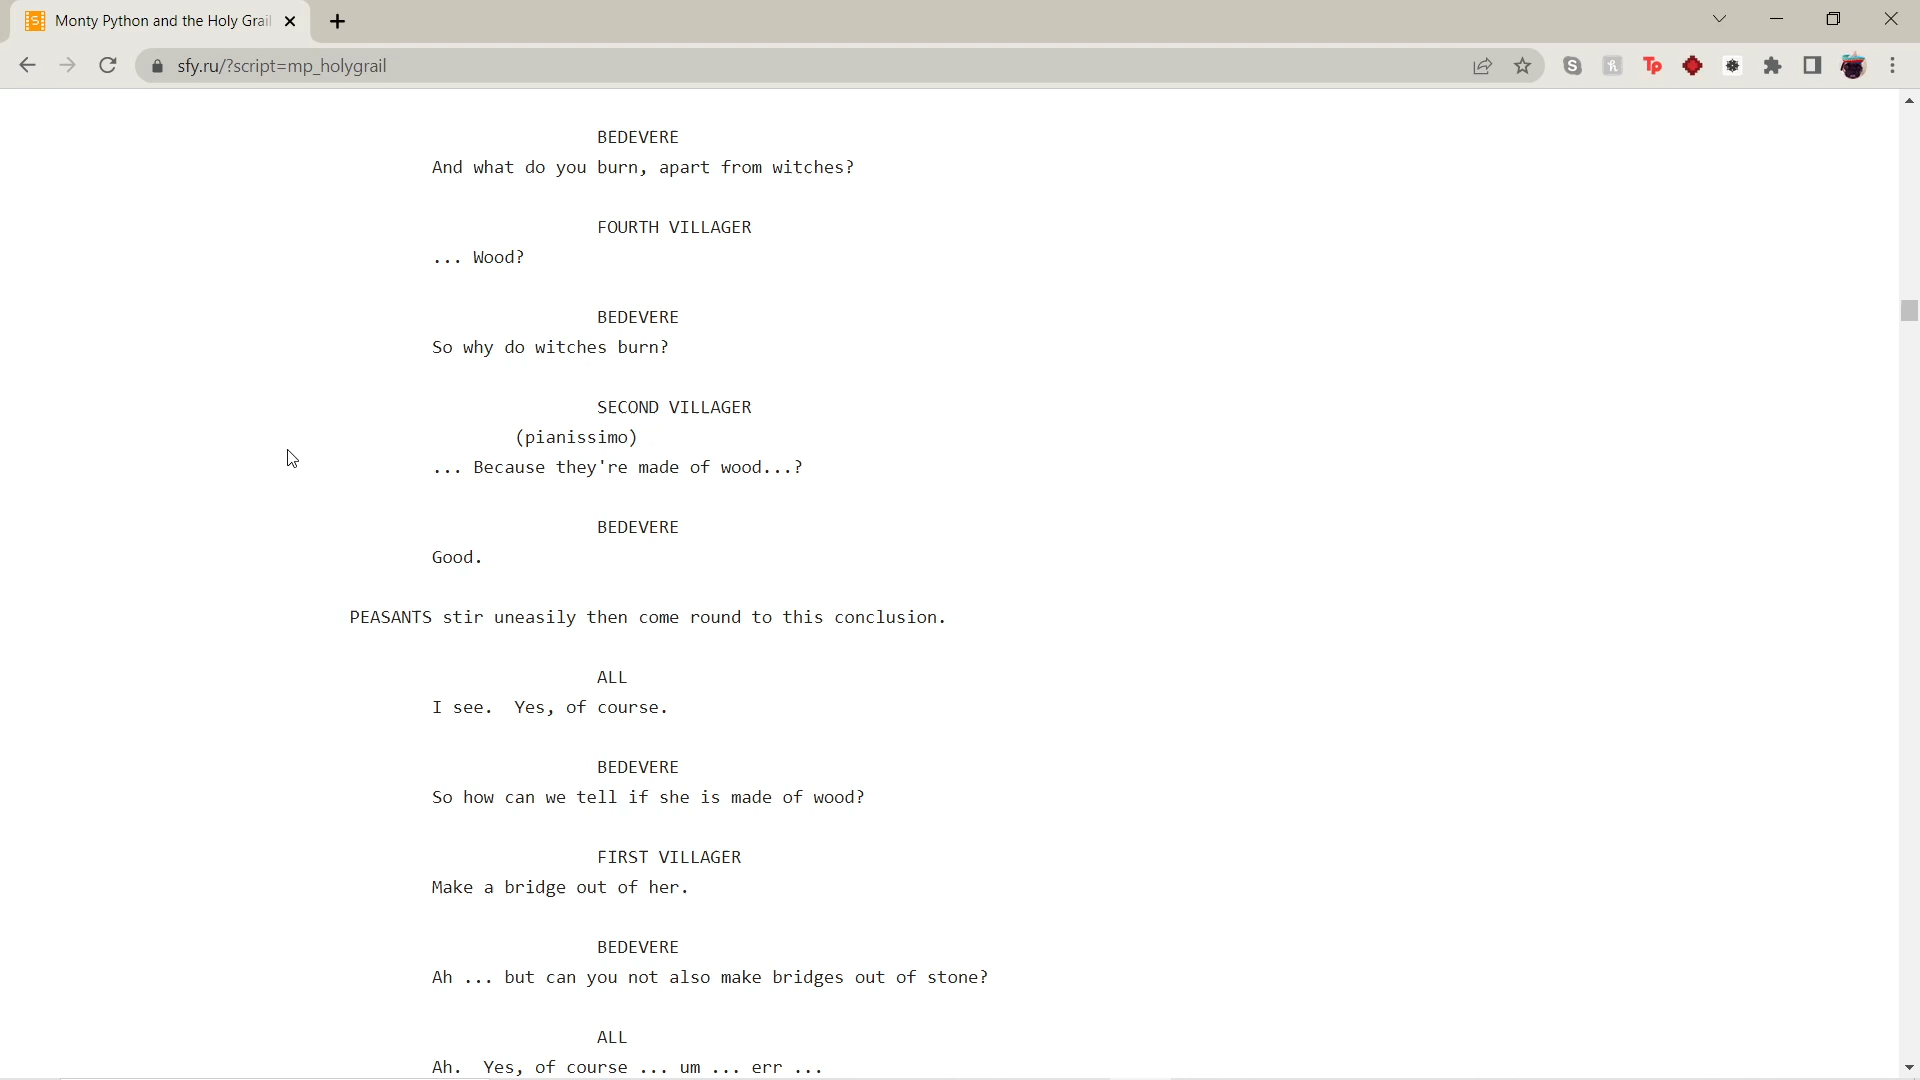 Monty Python and the Holy Grail
sfy.ru/?script=mp_holygrail
BEDEVERE
And what do you burn, apart from witches?
FOURTH VILLAGER
... Wood?
BEDEVERE
So why do witches burn?
SECOND VILLAGER
(pianissimo)
... Because they're made of wood...?
BEDEVERE
Good.
PEASANTS stir uneasily then come round to this conclusion.
ALL
I see.  Yes, of course.
BEDEVERE
So how can we tell if she is made of wood?
FIRST VILLAGER
Make a bridge out of her.
BEDEVERE
Ah ... but can you not also make bridges out of stone?
ALL
Ah.  Yes, of course ... um ... err ...